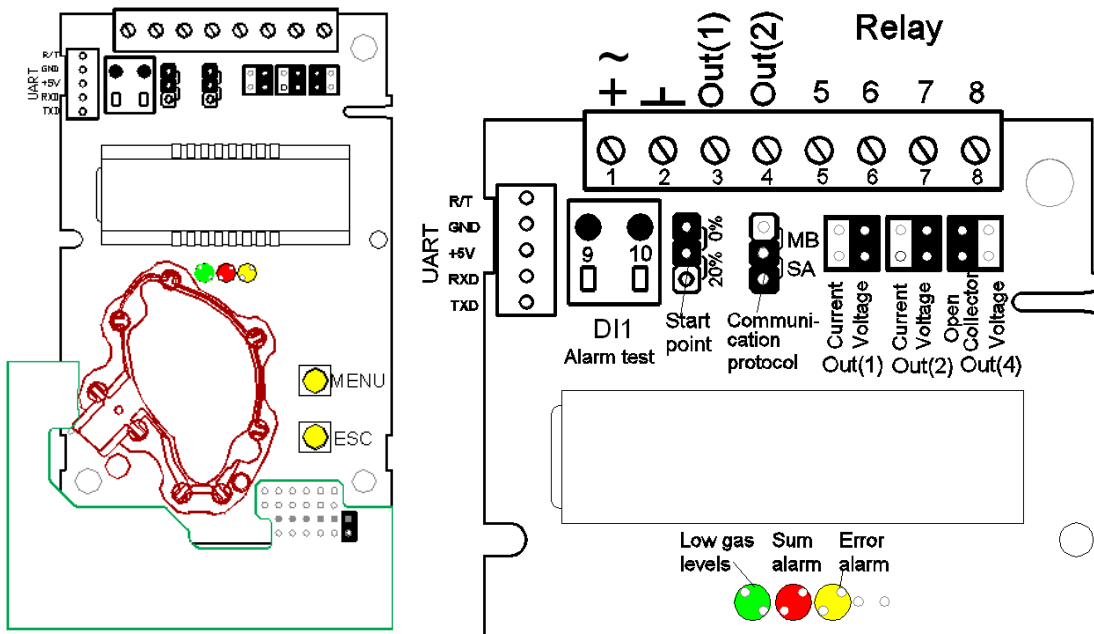 R/T
GND
+5V
RXD
TXD
UART
MENU
ESC
Relay
+ ~
Out(1)
Out(2)
5 6 7 8
1 2 3 4 5 6 7 8
R/T
GND
+5V
RXD
TXD
UART
9 10
DI1
Alarm test
0%
20%
Start
point
MB
SA
Communi-
cation
protocol
Current
Voltage
Out(1)
Current
Voltage
Out(2)
Open
Collector
Voltage
Out(4)
Low gas
levels
Sum
alarm
Error
alarm